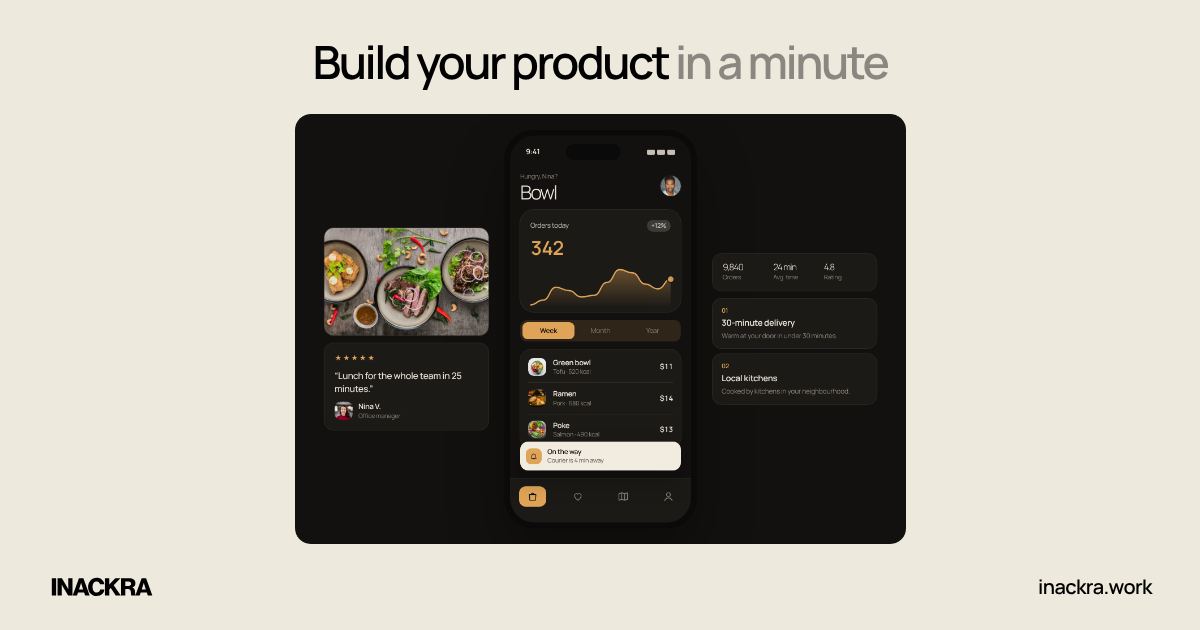 Build your product in a minute
9:41
Hungry, Nina?
Bowl
Orders today
+12%
342
Week
Month
Year
Green bowl
Tofu · 520 kcal
$11
Ramen
Pork · 680 kcal
$14
Poke
Salmon · 490 kcal
$13
On the way
Courier is 4 min away
★★★★★
“Lunch for the whole team in 25
minutes.”
Nina V.
Office manager
9,840
Orders
24 min
Avg. time
4.8
Rating
01
30-minute delivery
Warm at your door in under 30 minutes.
02
Local kitchens
Cooked by kitchens in your neighbourhood.
INACKRA
inackra.work